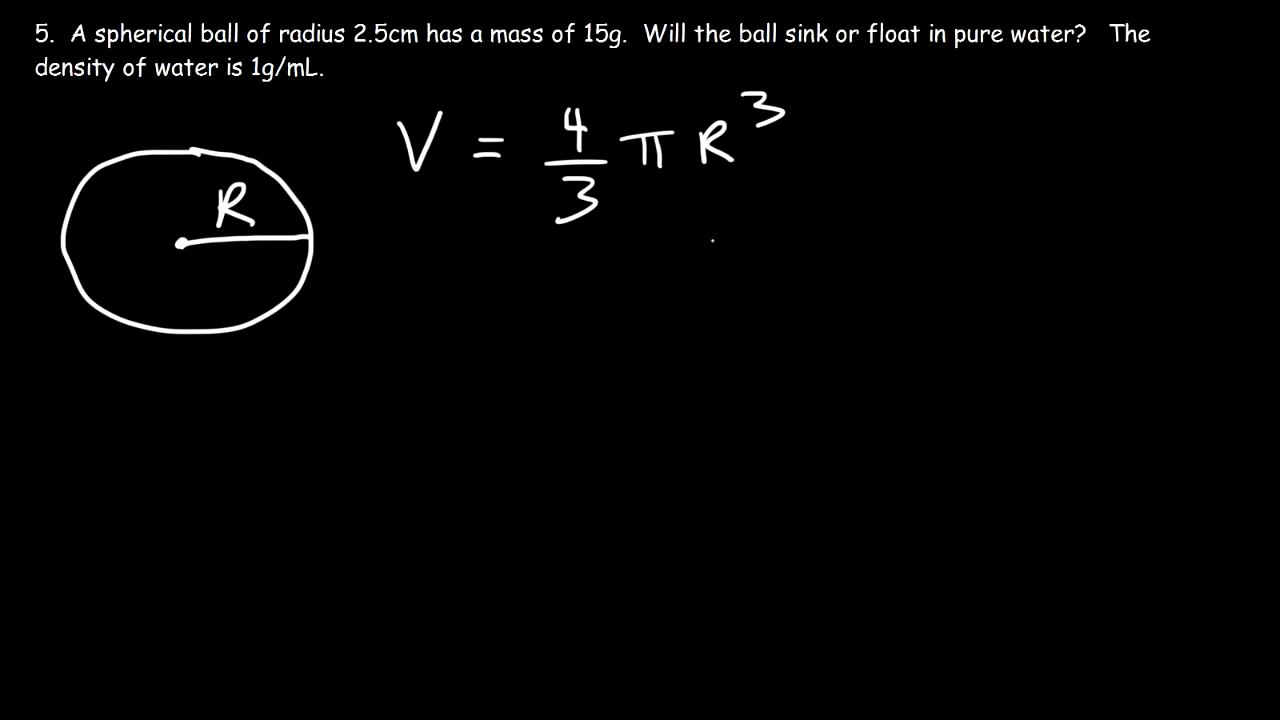 5. A spherical ball of radius 2.5cm has a mass of 15g. Will the ball sink or float in pure water? The
density of water is 1g/mL.
V = 4/3 π R^3
R